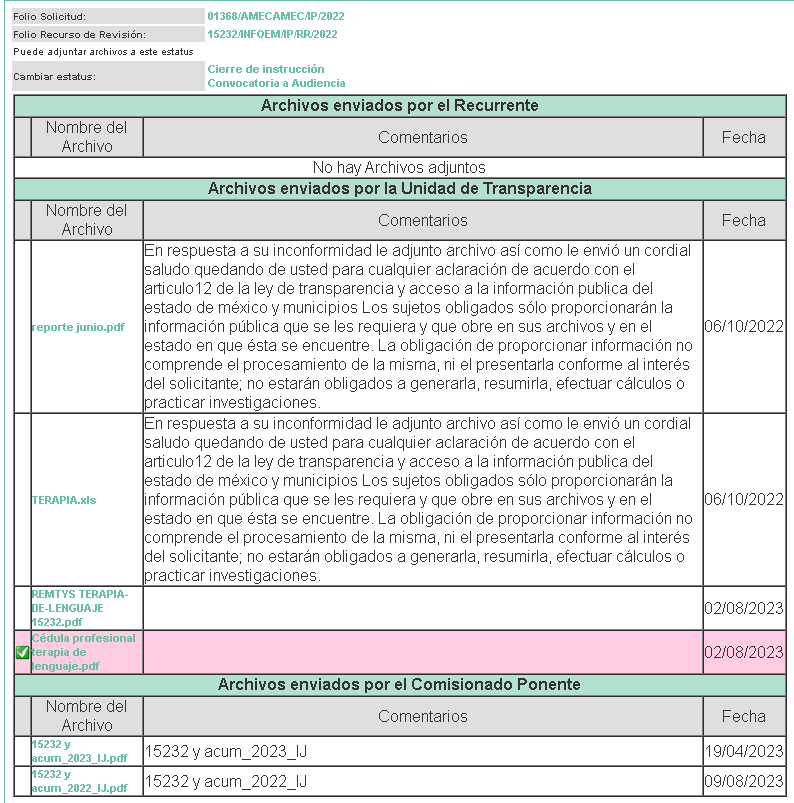 Folio Solicitud: 01368/AMECAMEC/IP/2022
Folio Recurso de Revisión: 15232/INFOEM/IP/RR/2022
Puede adjuntar archivos a este estatus
Cambiar estatus: Cierre de instrucción
Convocatoria a Audiencia
Archivos enviados por el Recurrente
Nombre del Archivo Comentarios Fecha
No hay Archivos adjuntos
Archivos enviados por la Unidad de Transparencia
Nombre del Archivo Comentarios Fecha
reporte junio.pdf
En respuesta a su inconformidad le adjunto archivo así como le envió un cordial
saludo quedando de usted para cualquier aclaración de acuerdo con el
articulo12 de la ley de transparencia y acceso a la información publica del
estado de méxico y municipios Los sujetos obligados sólo proporcionarán la
información pública que se les requiera y que obre en sus archivos y en el
estado en que ésta se encuentre. La obligación de proporcionar información no
comprende el procesamiento de la misma, ni el presentarla conforme al interés
del solicitante; no estarán obligados a generarla, resumirla, efectuar cálculos o
practicar investigaciones.
06/10/2022
TERAPIA.xls
En respuesta a su inconformidad le adjunto archivo así como le envió un cordial
saludo quedando de usted para cualquier aclaración de acuerdo con el
articulo12 de la ley de transparencia y acceso a la información publica del
estado de méxico y municipios Los sujetos obligados sólo proporcionarán la
información pública que se les requiera y que obre en sus archivos y en el
estado en que ésta se encuentre. La obligación de proporcionar información no
comprende el procesamiento de la misma, ni el presentarla conforme al interés
del solicitante; no estarán obligados a generarla, resumirla, efectuar cálculos o
practicar investigaciones.
06/10/2022
REMTYS TERAPIA-
DE-LENGUAJE
15232.pdf
02/08/2023
Cédula profesional
terapia de
lenguaje.pdf
02/08/2023
Archivos enviados por el Comisionado Ponente
Nombre del Archivo Comentarios Fecha
15232 y
acum_2023_IJ.pdf
15232 y acum_2023_IJ
19/04/2023
15232 y
acum_2022_IJ.pdf
15232 y acum_2022_IJ
09/08/2023